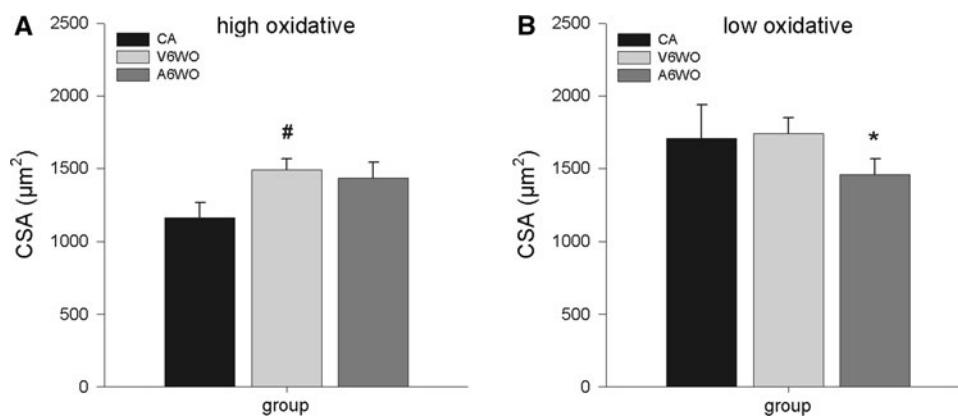 A
high oxidative
2500
2000
1500
1000
500
0
CSA (µm²)
CA
V6WO
A6WO
#
group
B
low oxidative
2500
2000
1500
1000
500
0
CSA (µm²)
CA
V6WO
A6WO
*
group